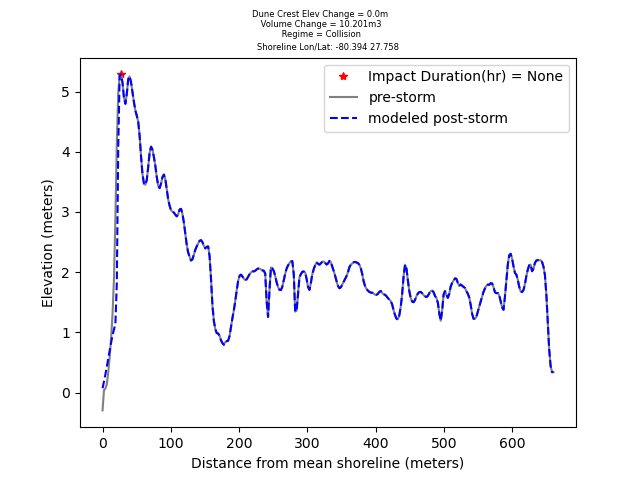 Dune Crest Elev Change = 0.0m
Volume Change = 10.201m3
Regime = Collision
Shoreline Lon/Lat: -80.394 27.758
Impact Duration(hr) = None
pre-storm
modeled post-storm
Elevation (meters)
5
4
3
2
1
0
0 100 200 300 400 500 600
Distance from mean shoreline (meters)